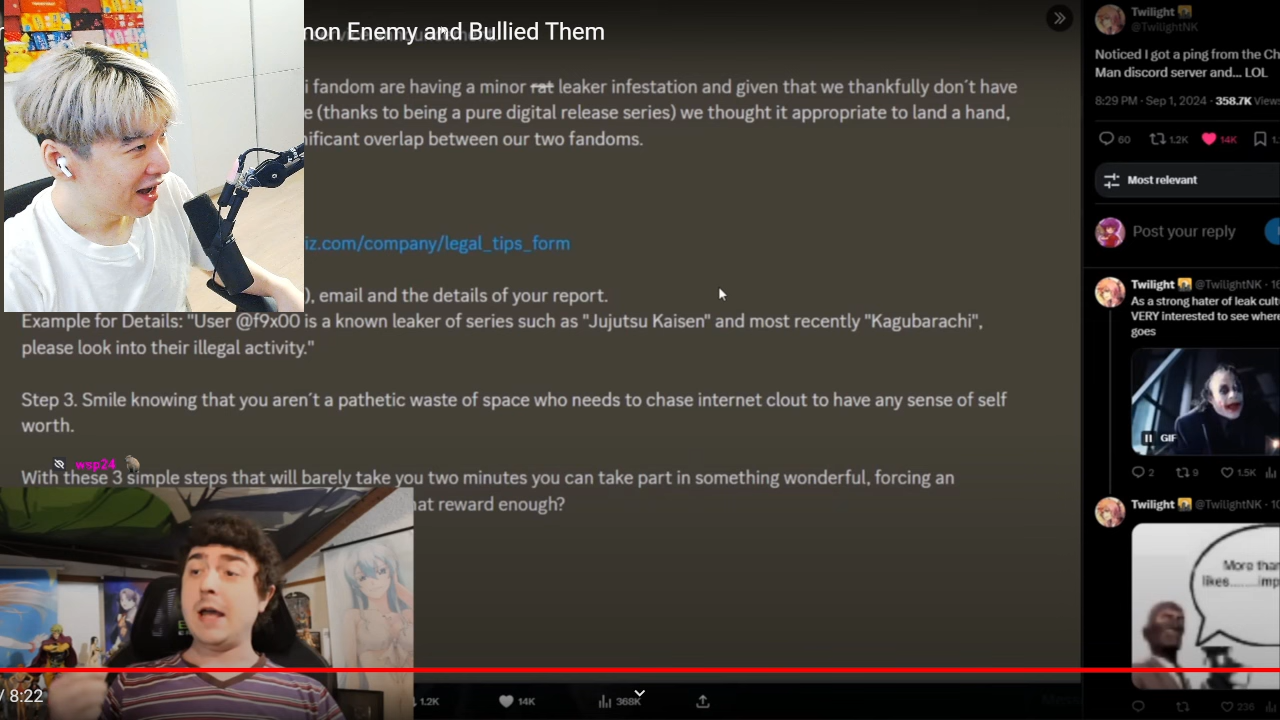 mon Enemy and Bullied Them
i fandom are having a minor rat leaker infestation and given that we thankfully don´t have
e (thanks to being a pure digital release series) we thought it appropriate to land a hand,
nificant overlap between our two fandoms.
iz.com/company/legal_tips_form
), email and the details of your report.
Example for Details: "User @f9x00 is a known leaker of series such as "Jujutsu Kaisen" and most recently "Kagubarachi",
please look into their illegal activity."
Step 3. Smile knowing that you aren´t a pathetic waste of space who needs to chase internet clout to have any sense of self
worth.
wsp24
With these 3 simple steps that will barely take you two minutes you can take part in something wonderful, forcing an
hat reward enough?
/ 8:22
1.2K
14K
368K
Twilight
@TwilightNK
Noticed I got a ping from the Ch
Man discord server and... LOL
8:29 PM · Sep 1, 2024 · 358.7K Views
60
1.2K
14K
1.
Most relevant
Post your reply
Twilight @TwilightNK · 16
As a strong hater of leak cult
VERY interested to see where
goes
GIF
2
9
1.5K
Twilight @TwilightNK · 10
More than
likes.......imp
236